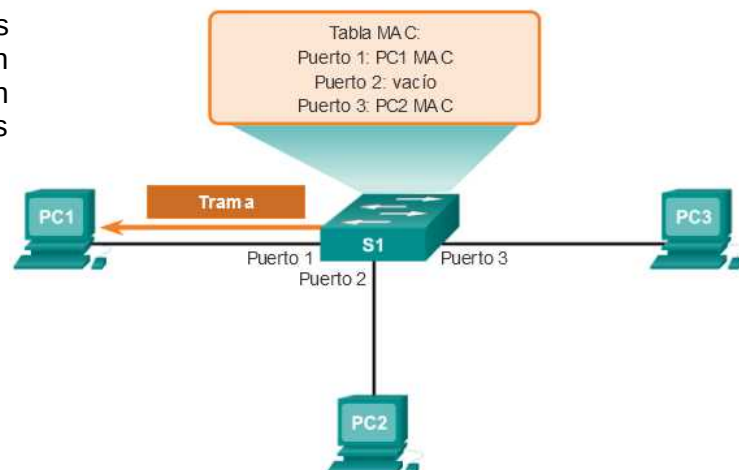 s
n
n
s
Tabla MAC:
Puerto 1: PC1 MAC
Puerto 2: vacío
Puerto 3: PC2 MAC
Trama
PC1
S1
PC3
Puerto 1
Puerto 3
Puerto 2
PC2